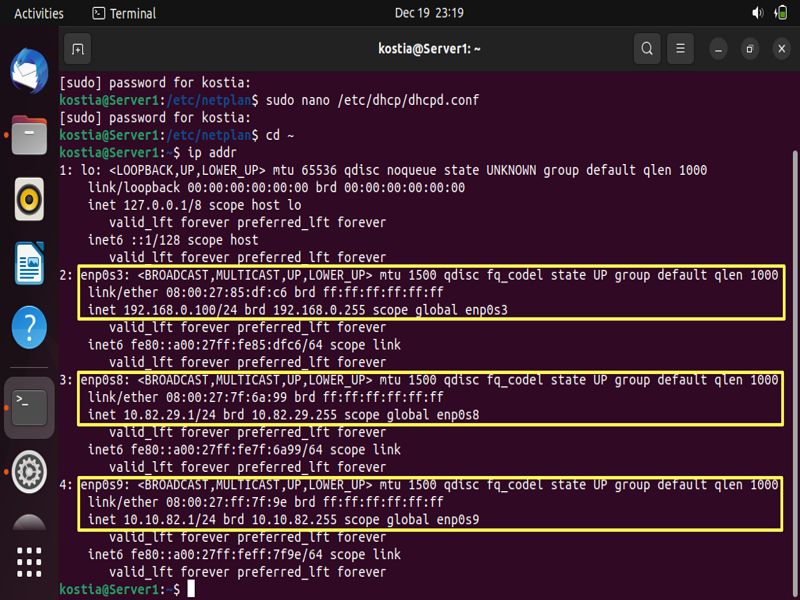 Activities Terminal Dec 19 23:19
kostia@Server1: ~
[sudo] password for kostia:
kostia@Server1:/etc/netplan$ sudo nano /etc/dhcp/dhcpd.conf
[sudo] password for kostia:
kostia@Server1:/etc/netplan$ cd ~
kostia@Server1:~$ ip addr
1: lo: <LOOPBACK,UP,LOWER_UP> mtu 65536 qdisc noqueue state UNKNOWN group default qlen 1000
link/loopback 00:00:00:00:00:00 brd 00:00:00:00:00:00
inet 127.0.0.1/8 scope host lo
valid_lft forever preferred_lft forever
inet6 ::1/128 scope host
valid_lft forever preferred_lft forever
2: enp0s3: <BROADCAST,MULTICAST,UP,LOWER_UP> mtu 1500 qdisc fq_codel state UP group default qlen 1000
link/ether 08:00:27:85:df:c6 brd ff:ff:ff:ff:ff:ff
inet 192.168.0.100/24 brd 192.168.0.255 scope global enp0s3
valid_lft forever preferred_lft forever
inet6 fe80::a00:27ff:fe85:dfc6/64 scope link
valid_lft forever preferred_lft forever
3: enp0s8: <BROADCAST,MULTICAST,UP,LOWER_UP> mtu 1500 qdisc fq_codel state UP group default qlen 1000
link/ether 08:00:27:7f:6a:99 brd ff:ff:ff:ff:ff:ff
inet 10.82.29.1/24 brd 10.82.29.255 scope global enp0s8
valid_lft forever preferred_lft forever
inet6 fe80::a00:27ff:fe7f:6a99/64 scope link
valid_lft forever preferred_lft forever
4: enp0s9: <BROADCAST,MULTICAST,UP,LOWER_UP> mtu 1500 qdisc fq_codel state UP group default qlen 1000
link/ether 08:00:27:ff:7f:9e brd ff:ff:ff:ff:ff:ff
inet 10.10.82.1/24 brd 10.10.82.255 scope global enp0s9
valid_lft forever preferred_lft forever
inet6 fe80::a00:27ff:feff:7f9e/64 scope link
valid_lft forever preferred_lft forever
kostia@Server1:~$